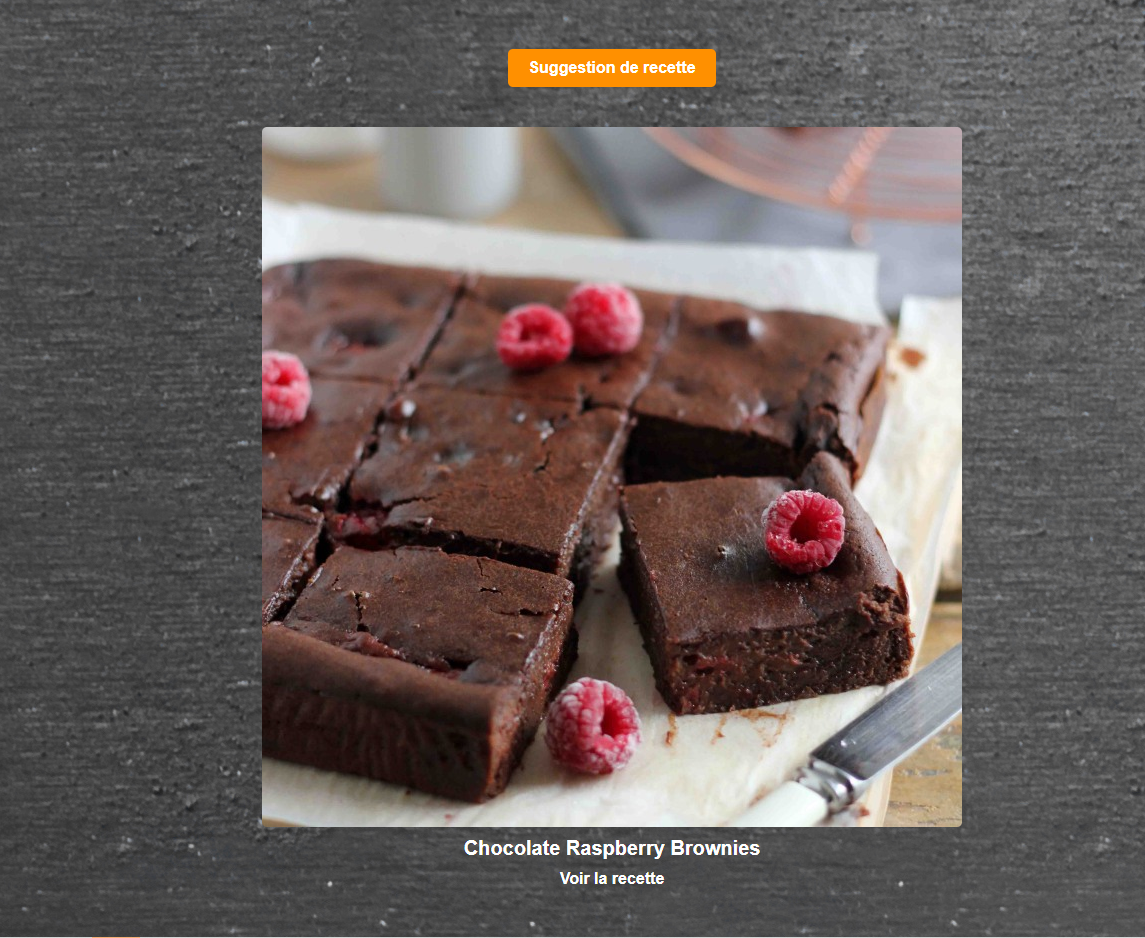 Suggestion de recette
Chocolate Raspberry Brownies
Voir la recette